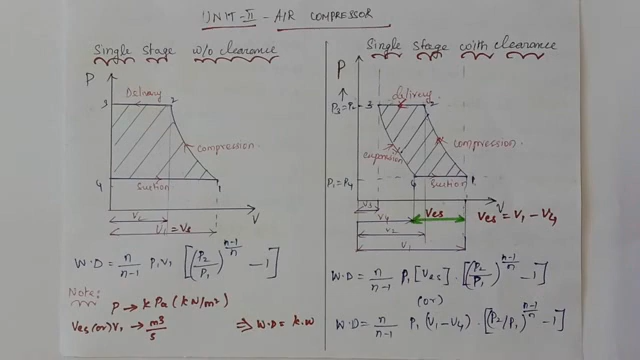 UNIT-II - AIR COMPRESSOR
Single stage w/o clearance
P
3 Delivery 2
compression
4 Suction 1
V2
V1 = Vs
V
W.D = n/n-1 P1V1 [(P2/P1)^n-1/n - 1]
Note:
P → kPa (kN/m²)
Ves (or) V1 → m3/s ⇒ W.D = k.W
Single stage with clearance
P
P3=P2 3 delivery 2
expansion compression
P1=P4 4 Suction 1
V3
V4 Ves
V2
V1
V
Ves = V1 - V4
W.D = n/n-1 P1 [Ves] . [(P2/P1)^n-1/n - 1]
(or)
W.D = n/n-1 P1 (V1-V4) . [(P2/P1)^n-1/n - 1]